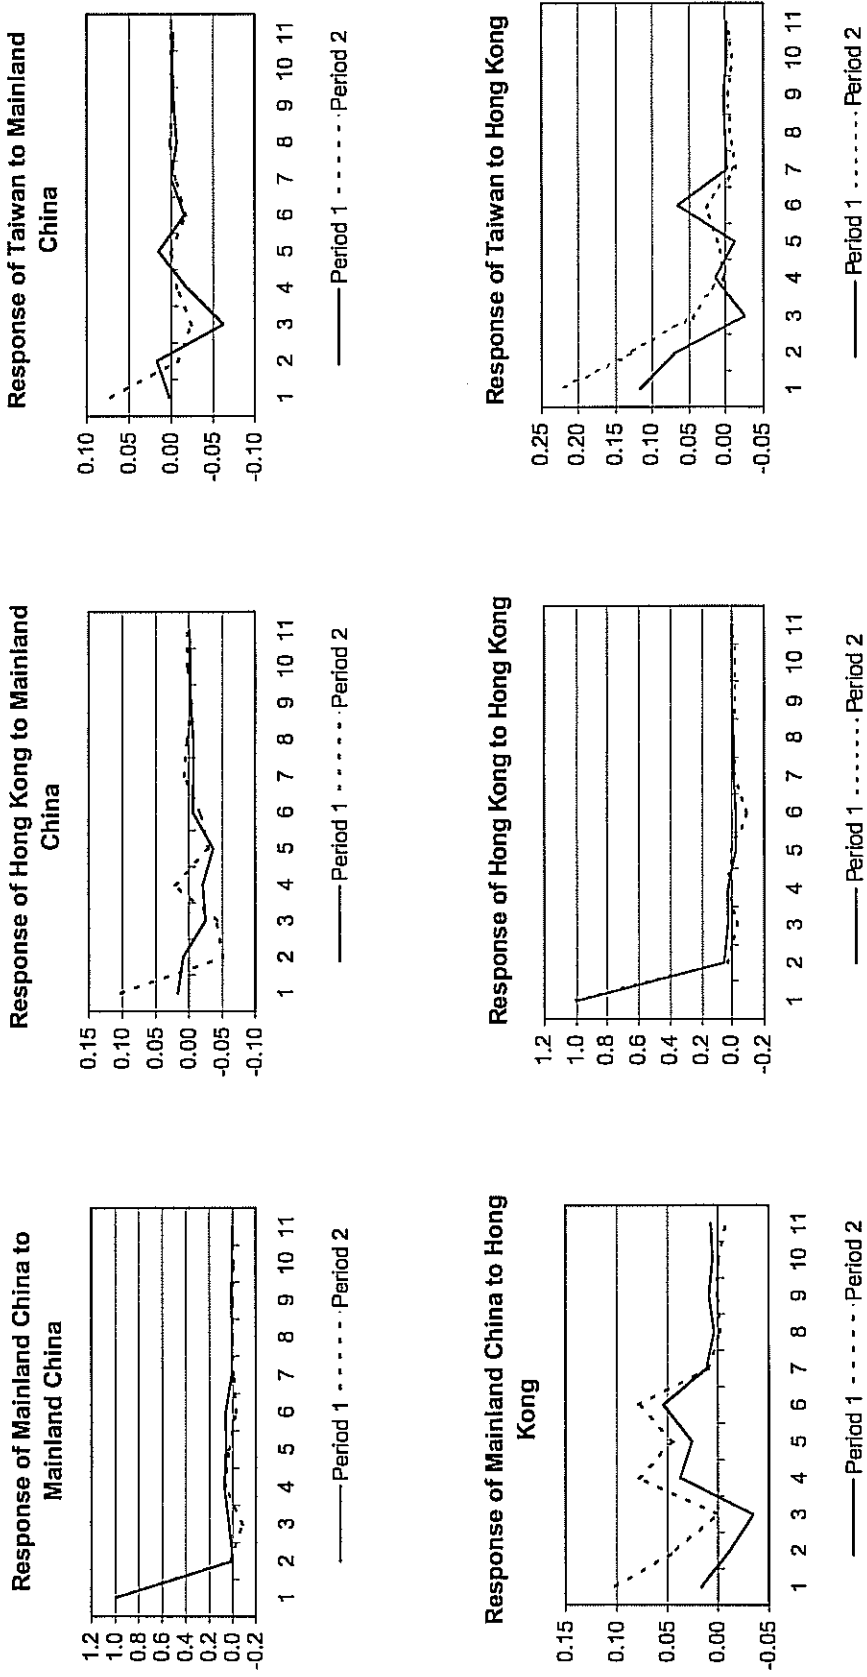 Response of Mainland China to
Mainland China
1.2
1.0
0.8
0.6
0.4
0.2
0.0
-0.2
1 2 3 4 5 6 7 8 9 10 11
Period 1 Period 2
Response of Hong Kong to Mainland
China
0.15
0.10
0.05
0.00
-0.05
-0.10
1 2 3 4 5 6 7 8 9 10 11
Period 1 Period 2
Response of Taiwan to Mainland
China
0.10
0.05
0.00
-0.05
-0.10
1 2 3 4 5 6 7 8 9 10 11
Period 1 Period 2
Response of Mainland China to Hong
Kong
0.15
0.10
0.05
0.00
-0.05
1 2 3 4 5 6 7 8 9 10 11
Period 1 Period 2
Response of Hong Kong to Hong Kong
1.2
1.0
0.8
0.6
0.4
0.2
0.0
-0.2
1 2 3 4 5 6 7 8 9 10 11
Period 1 Period 2
Response of Taiwan to Hong Kong
0.25
0.20
0.15
0.10
0.05
0.00
-0.05
1 2 3 4 5 6 7 8 9 10 11
Period 1 Period 2